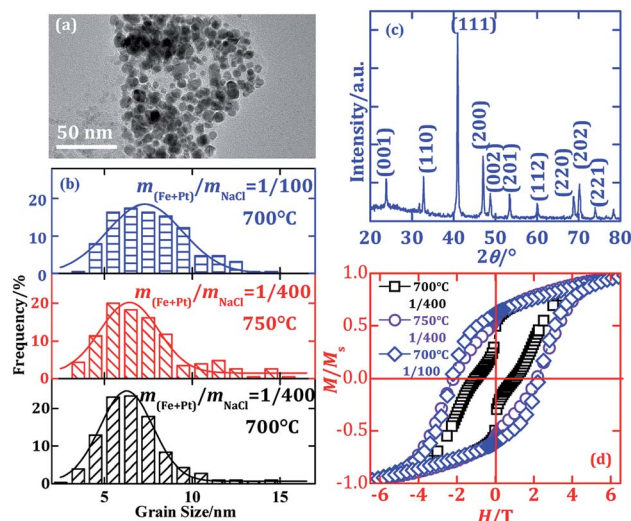 (a)
50 nm
(b)
m(Fe+Pt)/mNaCl=1/100
700°C
20
10
0
m(Fe+Pt)/mNaCl=1/400
750°C
20
10
0
m(Fe+Pt)/mNaCl=1/400
700°C
20
10
0
Frequency/%
5 10 15
Grain Size/nm
(c)
Intensity/a.u.
(001)
(110)
(111)
(200)
(002)
(201)
(112)
(220)
(202)
(221)
20 30 40 50 60 70 80
2θ/°
M/Ms
1.0
0.5
0.0
-0.5
-1.0
700°C
1/400
750°C
1/400
700°C
1/100
(d)
-6 -4 -2 0 2 4 6
H/T